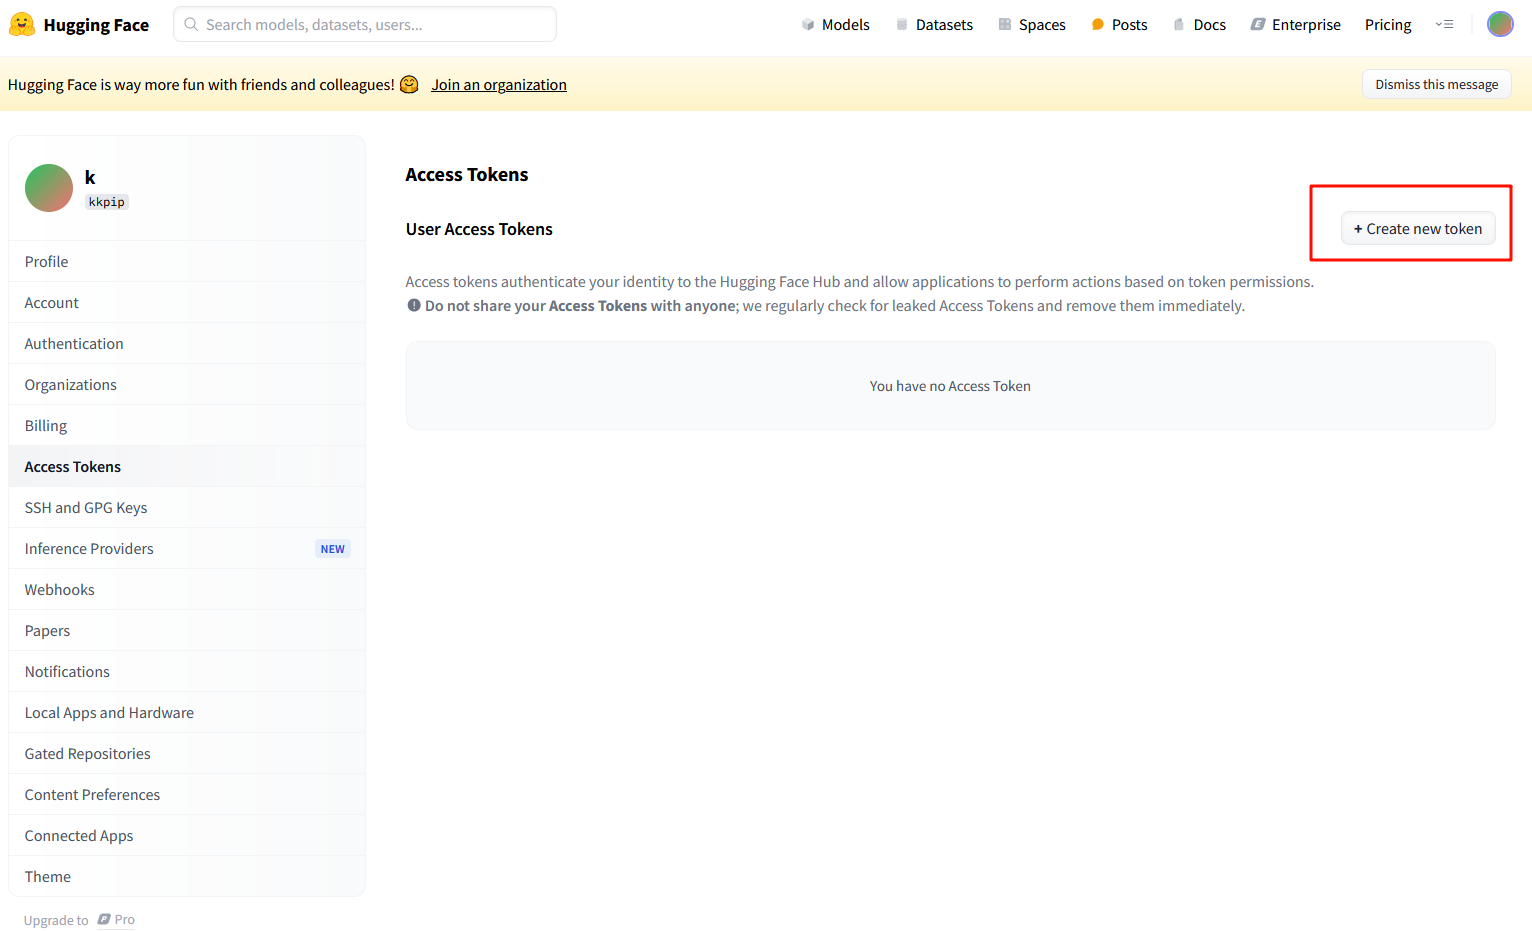 Hugging Face
Search models, datasets, users...
Models
Datasets
Spaces
Posts
Docs
Enterprise
Pricing
Hugging Face is way more fun with friends and colleagues! 🤗 Join an organization
Dismiss this message
k
kkpip
Profile
Account
Authentication
Organizations
Billing
Access Tokens
SSH and GPG Keys
Inference Providers NEW
Webhooks
Papers
Notifications
Local Apps and Hardware
Gated Repositories
Content Preferences
Connected Apps
Theme
Upgrade to Pro
Access Tokens
User Access Tokens
+ Create new token
Access tokens authenticate your identity to the Hugging Face Hub and allow applications to perform actions based on token permissions.
Do not share your Access Tokens with anyone; we regularly check for leaked Access Tokens and remove them immediately.
You have no Access Token